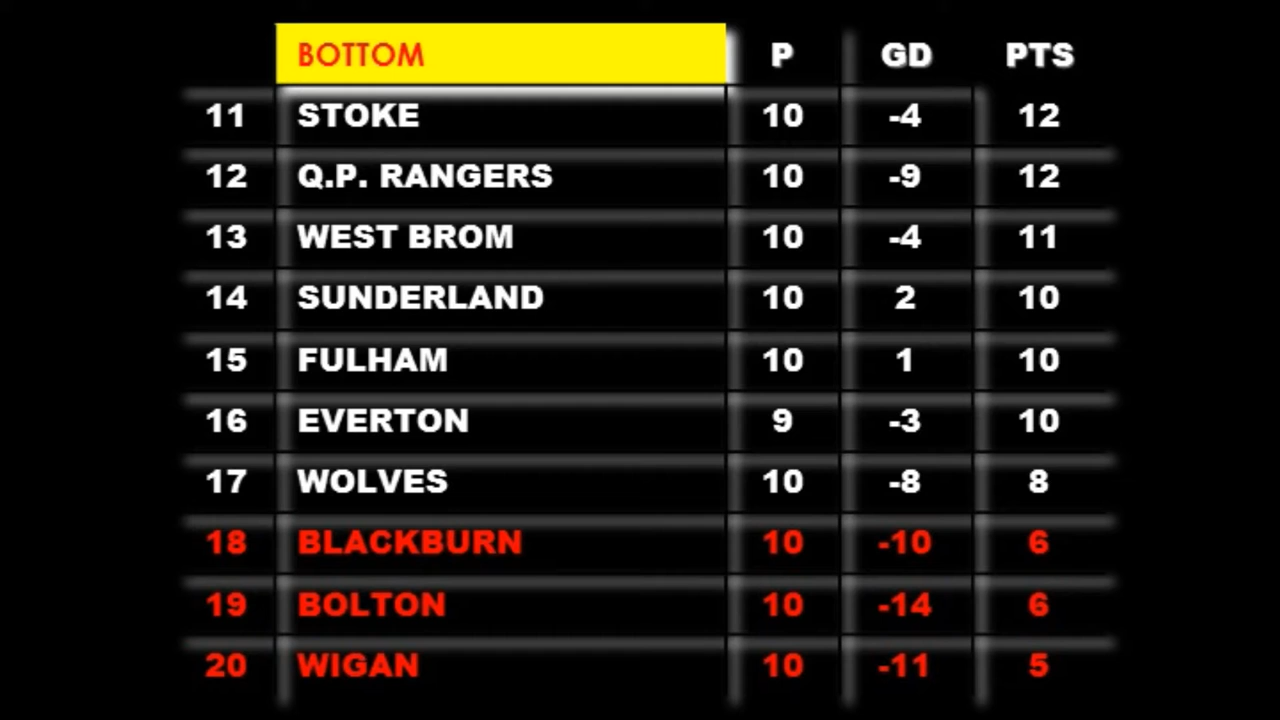 BOTTOM P GD PTS
11 STOKE 10 -4 12
12 Q.P. RANGERS 10 -9 12
13 WEST BROM 10 -4 11
14 SUNDERLAND 10 2 10
15 FULHAM 10 1 10
16 EVERTON 9 -3 10
17 WOLVES 10 -8 8
18 BLACKBURN 10 -10 6
19 BOLTON 10 -14 6
20 WIGAN 10 -11 5